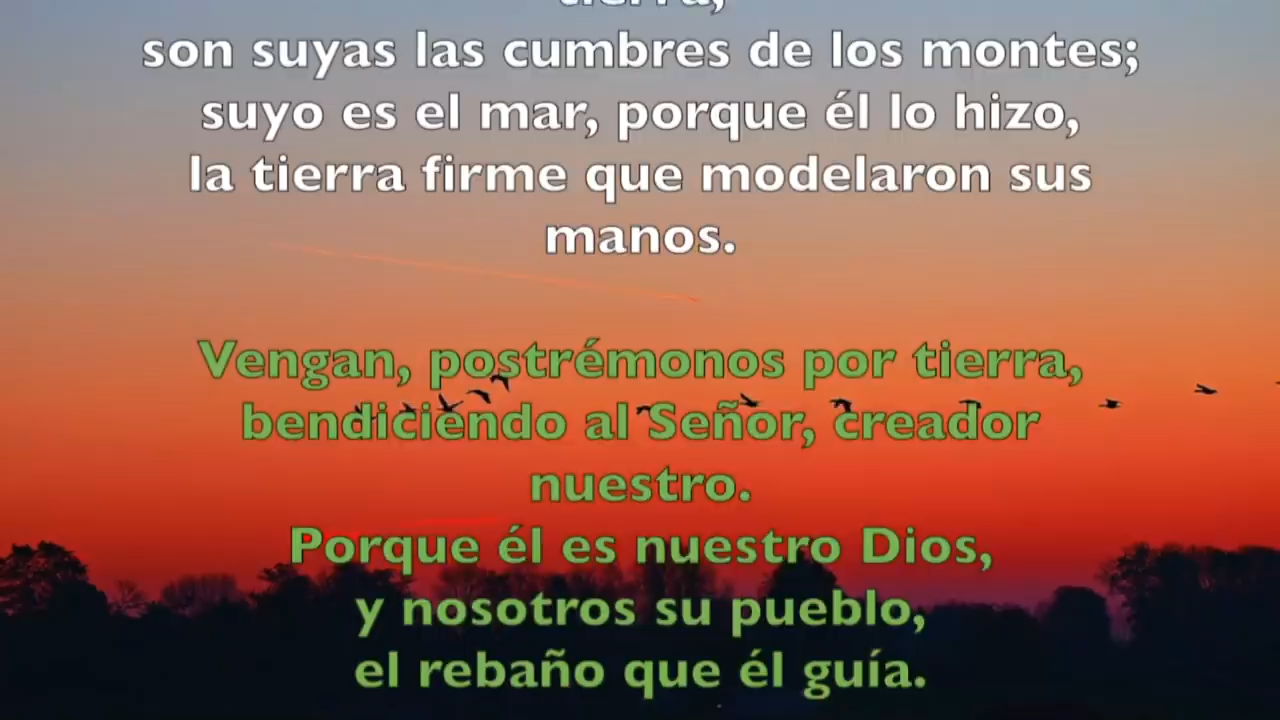 tierra,
son suyas las cumbres de los montes;
suyo es el mar, porque él lo hizo,
la tierra firme que modelaron sus
manos.
Vengan, postrémonos por tierra,
bendiciendo al Señor, creador
nuestro.
Porque él es nuestro Dios,
y nosotros su pueblo,
el rebaño que él guía.